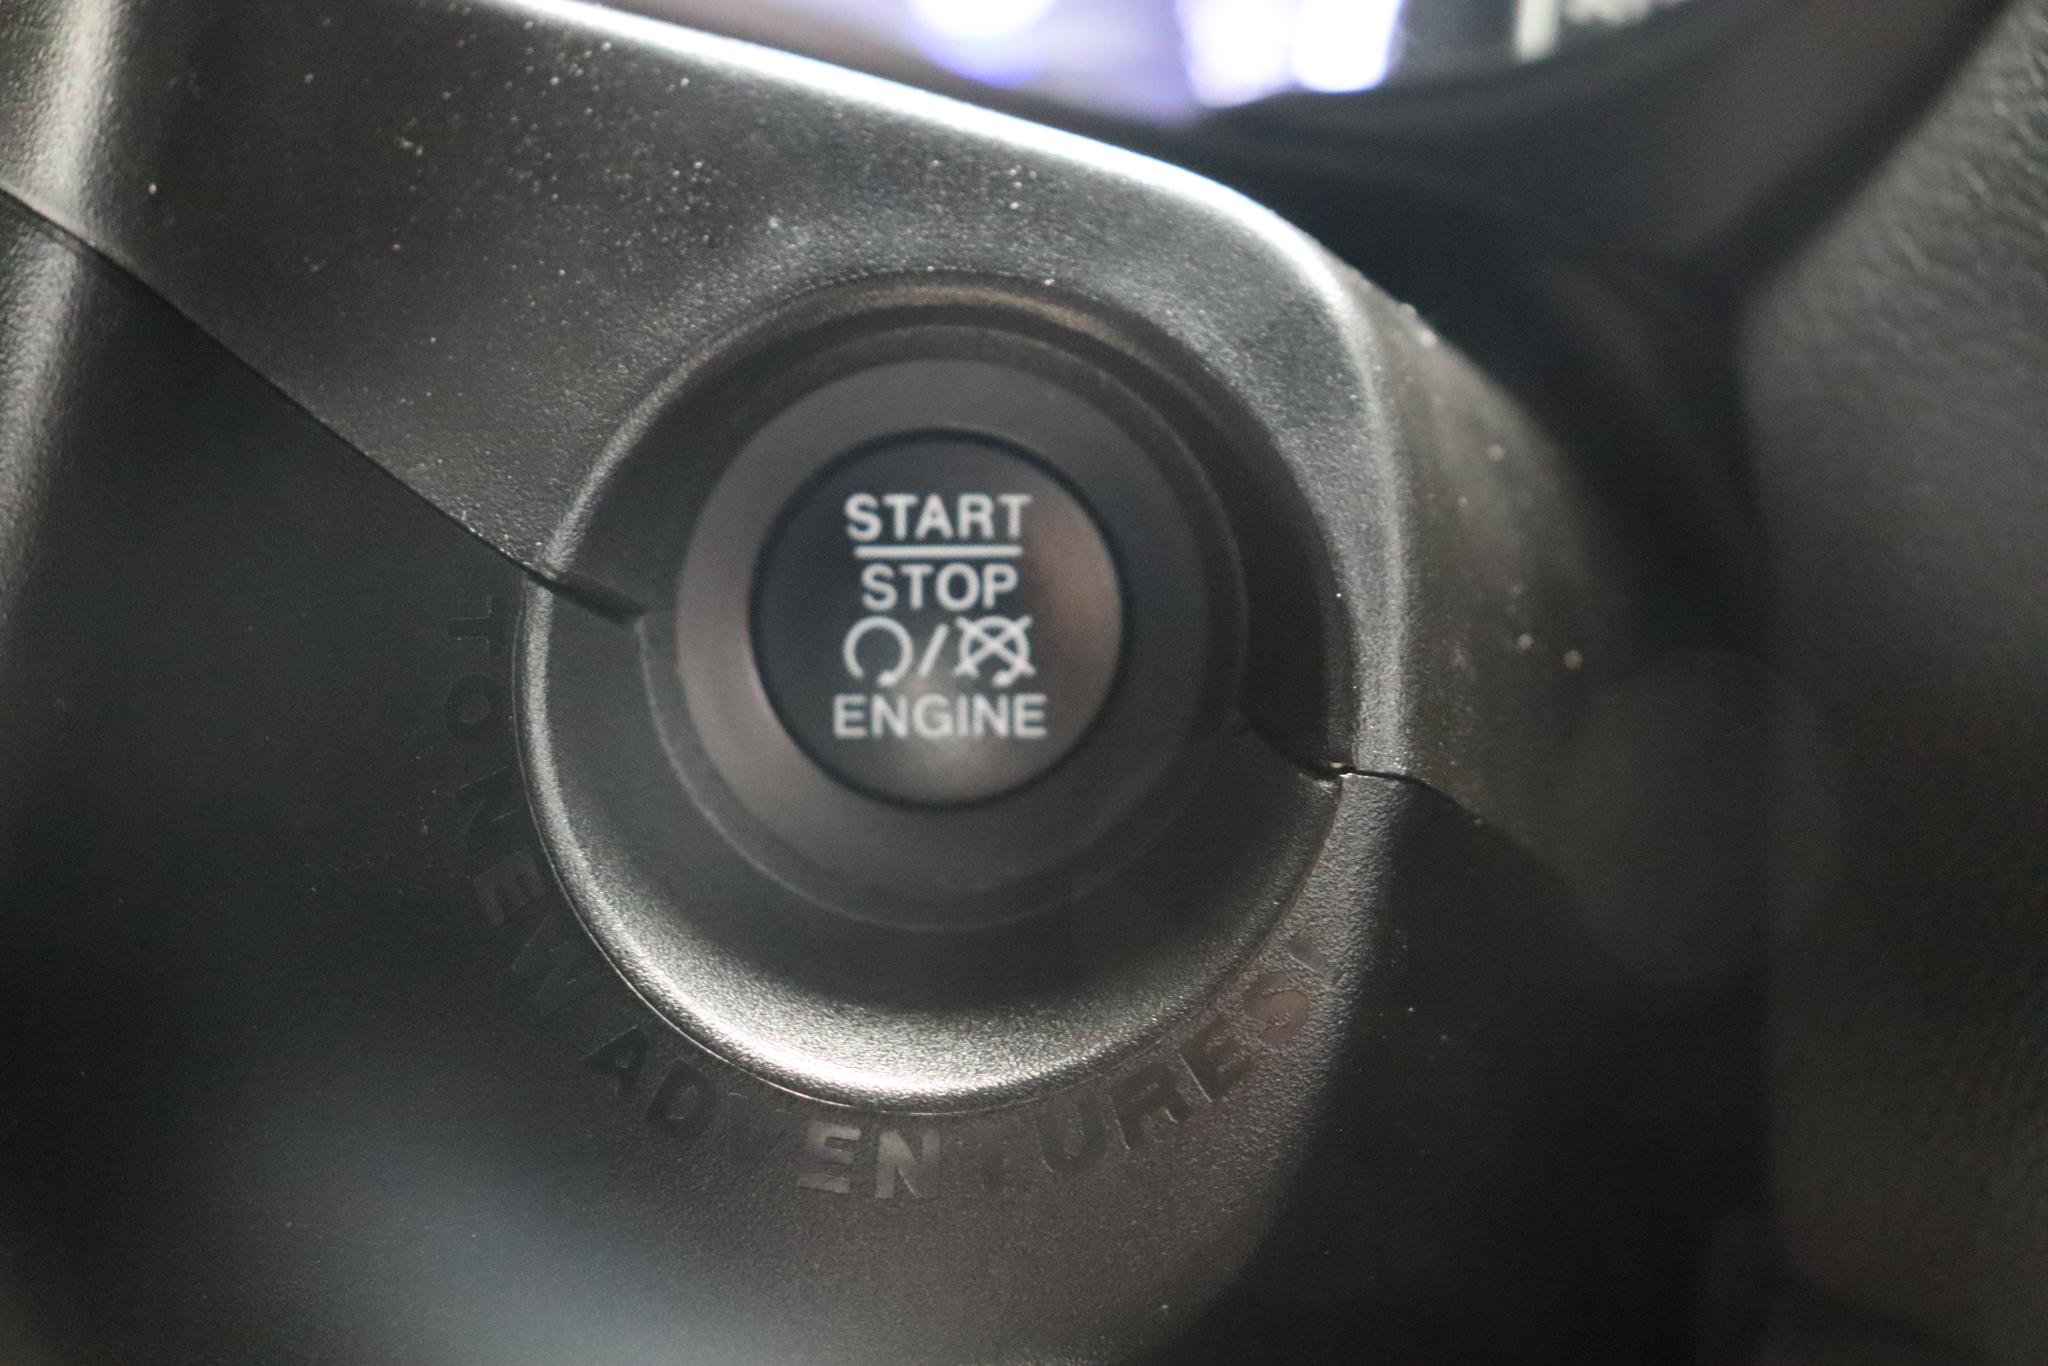 START
STOP
ENGINE
TO NEW ADVENTURES!